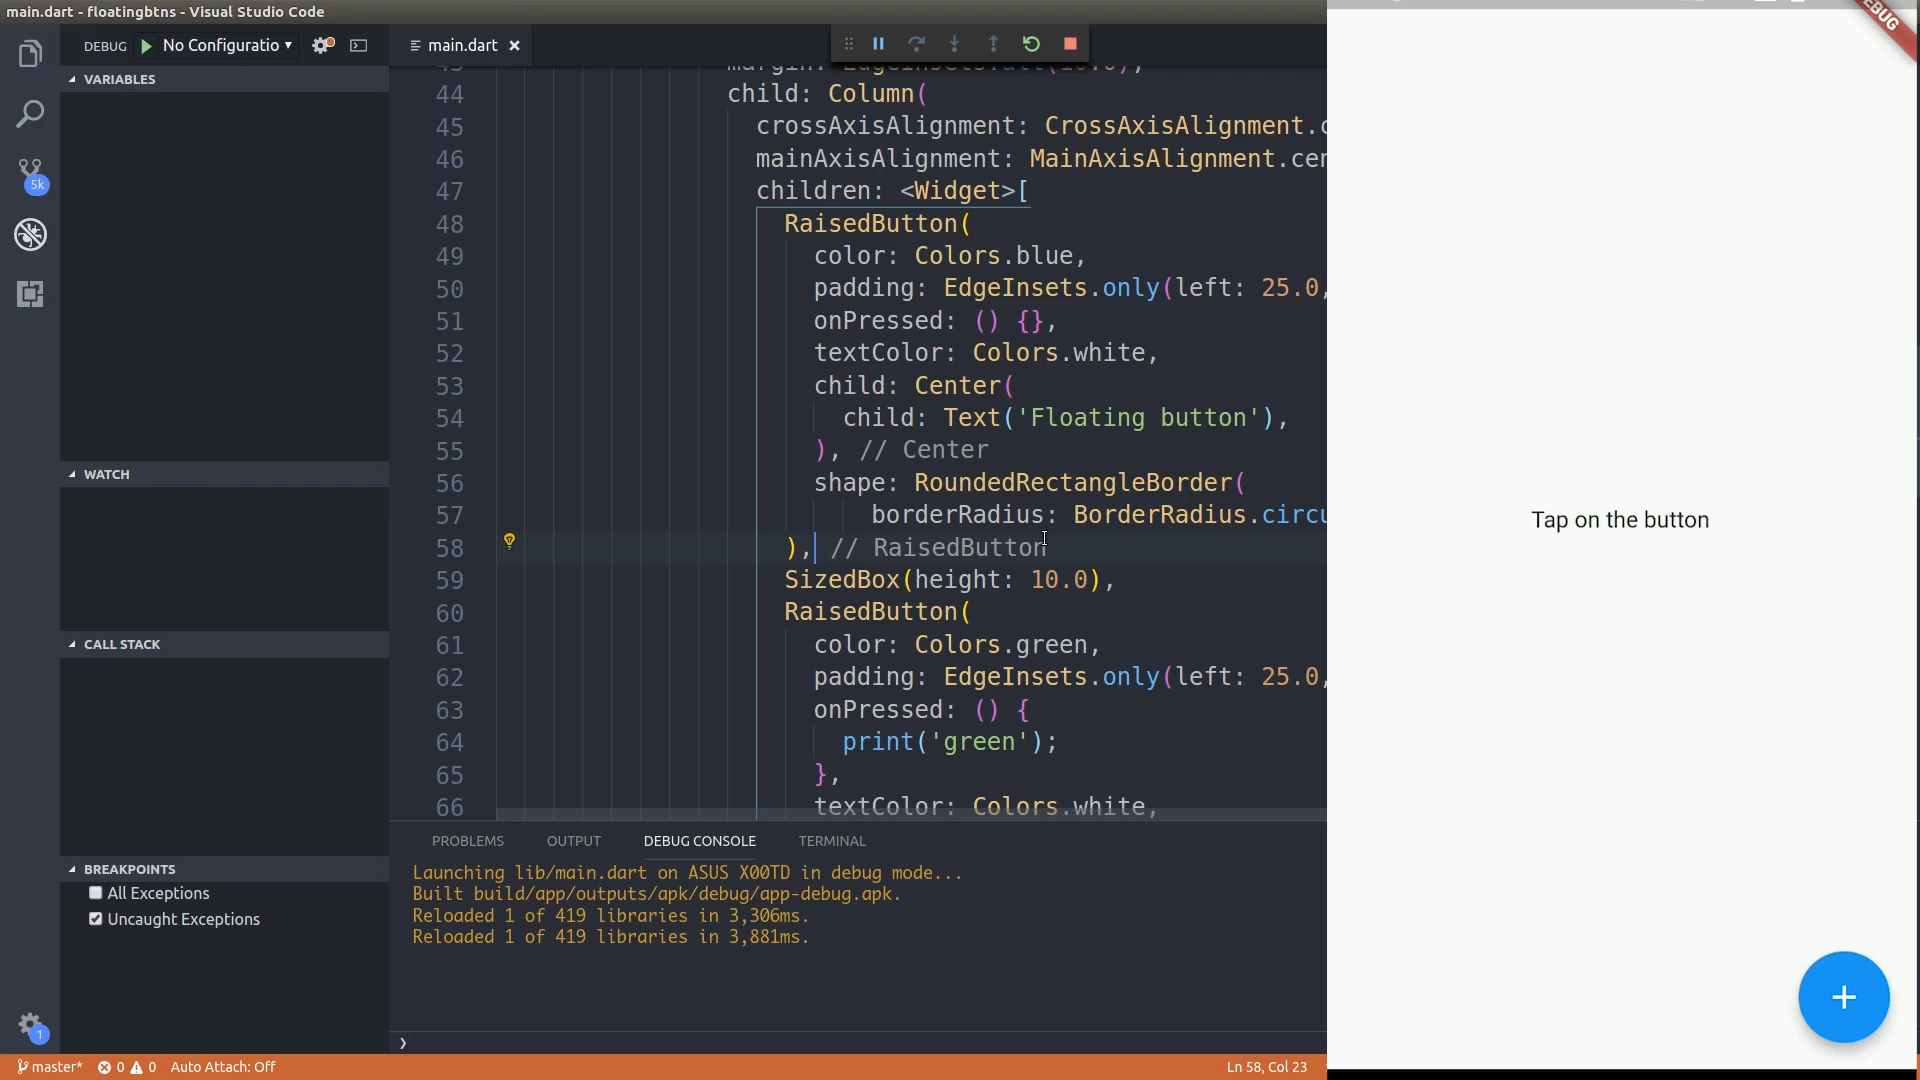 main.dart - floatingbtns - Visual Studio Code
DEBUG No Configuratio
main.dart
VARIABLES
5k
WATCH
CALL STACK
BREAKPOINTS
All Exceptions
Uncaught Exceptions
1
44 child: Column(
45 crossAxisAlignment: CrossAxisAlignment.c
46 mainAxisAlignment: MainAxisAlignment.cen
47 children: <Widget>[
48 RaisedButton(
49 color: Colors.blue,
50 padding: EdgeInsets.only(left: 25.0,
51 onPressed: () {},
52 textColor: Colors.white,
53 child: Center(
54 child: Text('Floating button'),
55 ), // Center
56 shape: RoundedRectangleBorder(
57 borderRadius: BorderRadius.circu
58 ), // RaisedButton
59 SizedBox(height: 10.0),
60 RaisedButton(
61 color: Colors.green,
62 padding: EdgeInsets.only(left: 25.0,
63 onPressed: () {
64 print('green');
65 },
66 textColor: Colors.white,
PROBLEMS OUTPUT DEBUG CONSOLE TERMINAL
Launching lib/main.dart on ASUS X00TD in debug mode...
Built build/app/outputs/apk/debug/app-debug.apk.
Reloaded 1 of 419 libraries in 3,306ms.
Reloaded 1 of 419 libraries in 3,881ms.
master* 0 0 Auto Attach: Off Ln 58, Col 23
Tap on the button